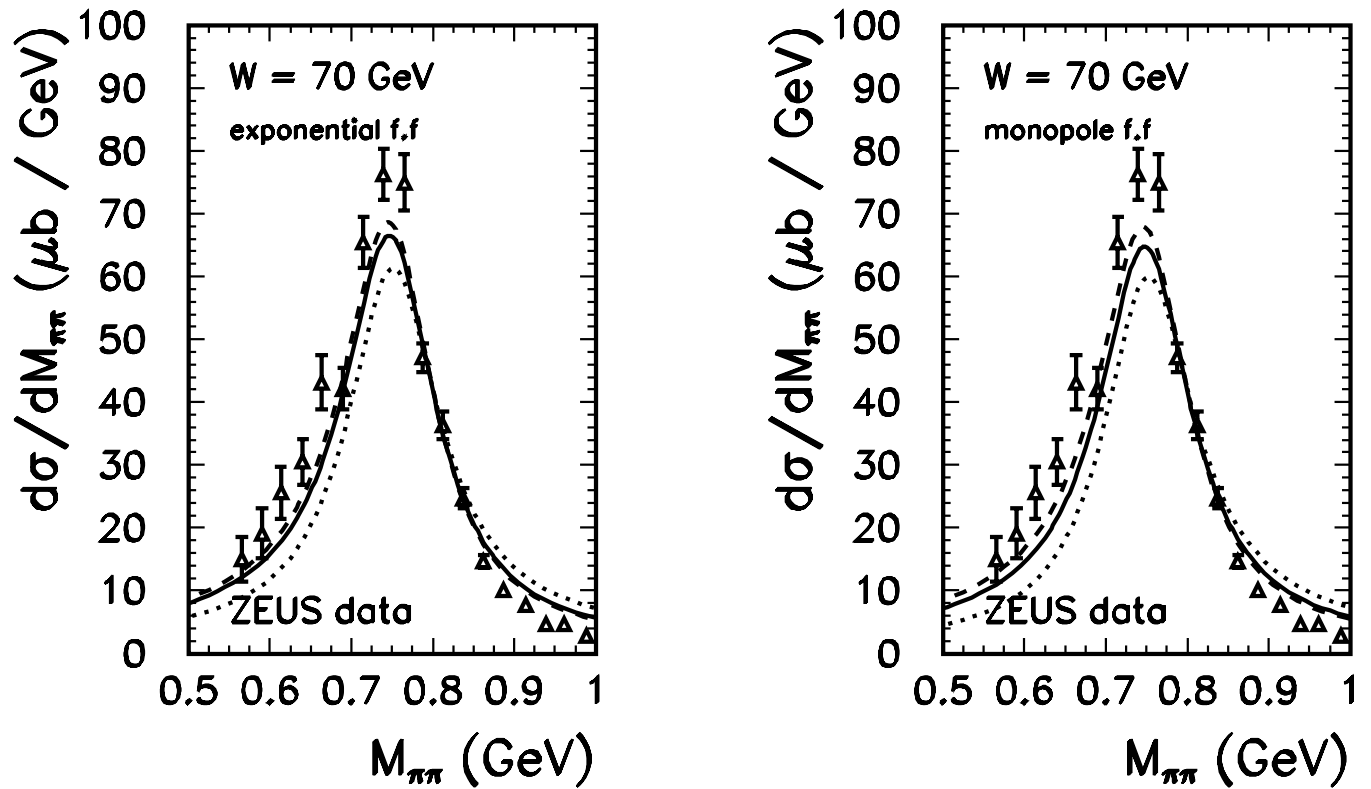 dσ/dMππ (μb / GeV)
100
90
80
70
60
50
40
30
20
10
0
W = 70 GeV
exponential f.f
ZEUS data
0.5 0.6 0.7 0.8 0.9 1
Mππ (GeV)
dσ/dMππ (μb / GeV)
100
90
80
70
60
50
40
30
20
10
0
W = 70 GeV
monopole f.f
ZEUS data
0.5 0.6 0.7 0.8 0.9 1
Mππ (GeV)